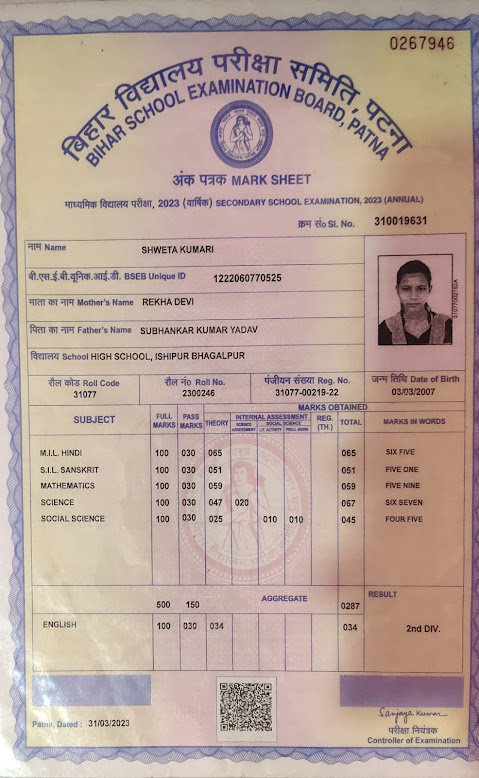 0267946
बिहार विद्यालय परीक्षा समिति, पटना
BIHAR SCHOOL EXAMINATION BOARD, PATNA
अंक पत्रक MARK SHEET
माध्यमिक विद्यालय परीक्षा, 2023 (वार्षिक) SECONDARY SCHOOL EXAMINATION, 2023 (ANNUAL)
क्रम सं० Sl. No. 310019631
नाम Name SHWETA KUMARI
बी.एस.ई.बी.यूनिक.आई.डी. BSEB Unique ID 1222060770525
माता का नाम Mother's Name REKHA DEVI
पिता का नाम Father's Name SUBHANKAR KUMAR YADAV
विद्यालय School HIGH SCHOOL, ISHIPUR BHAGALPUR
रौल कोड Roll Code रौल नं० Roll No. पंजीयन संख्या Reg. No. जन्म तिथि Date of Birth
31077 2300246 31077-00219-22 03/03/2007
SUBJECT FULL MARKS PASS MARKS MARKS OBTAINED
THEORY INTERNAL ASSESSMENT REG. (TH.) TOTAL MARKS IN WORDS
SCIENCE ASSESSMENT SOCIAL SCIENCE
LIT. ACTIVITY PROJ. WORK
M.I.L. HINDI 100 030 065 065 SIX FIVE
S.I.L. SANSKRIT 100 030 051 051 FIVE ONE
MATHEMATICS 100 030 059 059 FIVE NINE
SCIENCE 100 030 047 020 067 SIX SEVEN
SOCIAL SCIENCE 100 030 025 010 010 045 FOUR FIVE
500 150 AGGREGATE 0287 RESULT
ENGLISH 100 030 034 034 2nd DIV.
Patna, Dated : 31/03/2023
Sanjaya Kumar
परीक्षा नियंत्रक
Controller of Examination